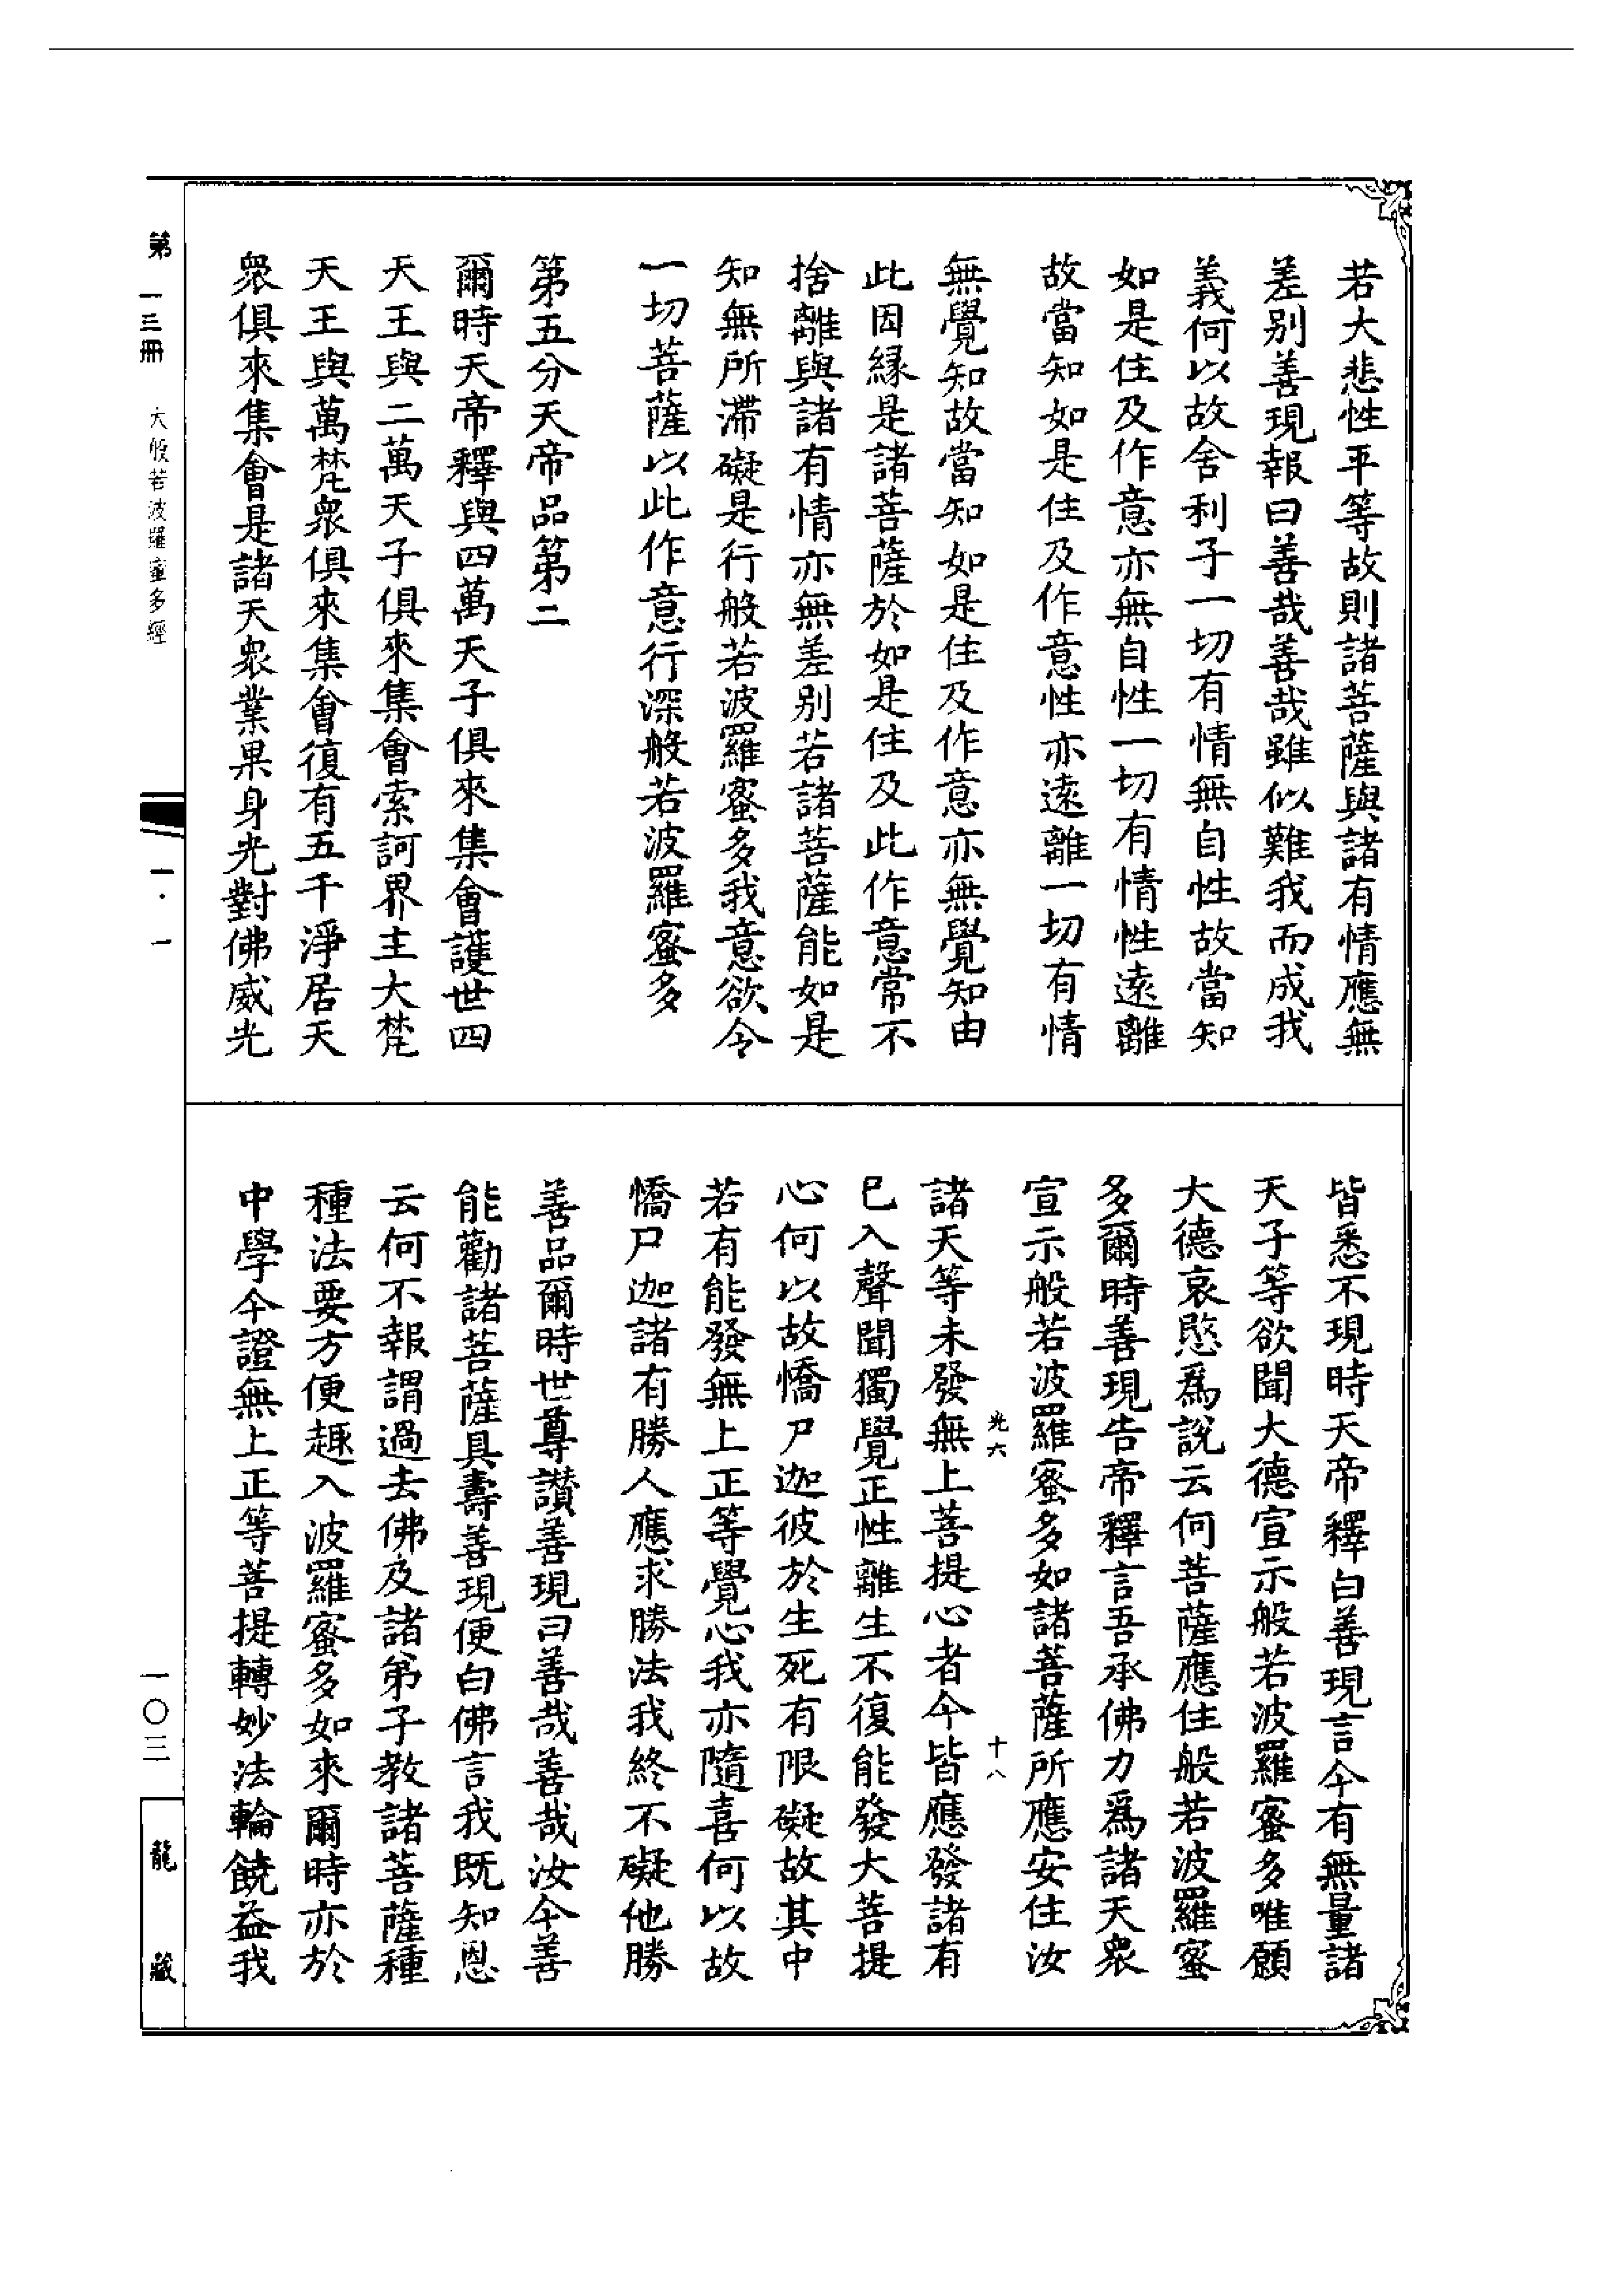 若大悲性平等故則諸菩薩與諸有情應無
差別善現報曰善哉善哉雖似難我而成我
義何以故舍利子一切有情無自性故當知
如是住及作意亦無自性一切有情性遠離
故當知如是住及作意性亦遠離一切有情
無覺知故當知如是住及作意亦無覺知由
此因緣是諸菩薩於如是住及此作意常不
捨離與諸有情亦無差別若諸菩薩能如是
知無所滯礙是行般若波羅蜜多我意欲令
一切菩薩以此作意行深般若波羅蜜多
第五分天帝品第二
爾時天帝釋與四萬天子俱來集會護世四
天王與二萬天子俱來集會索訶界主大梵
天王與萬梵眾俱來集會復有五千淨居天
眾俱來集會是諸天眾業果身光對佛威光
皆悉不現時天帝釋白善現言今有無量諸
天子等欲聞大德宣示般若波羅蜜多唯願
大德哀愍為說云何菩薩應住般若波羅蜜
多爾時善現告帝釋言吾承佛力為諸天眾
宣示般若波羅蜜多如諸菩薩所應安住汝
光六 十八
諸天等未發無上菩提心者今皆應發諸有
已入聲聞獨覺正性離生不復能發大菩提
心何以故憍尸迦彼於生死有限礙故其中
若有能發無上正等覺心我亦隨喜何以故
憍尸迦諸有勝人應求勝法我終不礙他勝
善品爾時世尊讚善現曰善哉善哉汝今善
能勸諸菩薩具壽善現便白佛言我既知恩
云何不報謂過去佛及諸弟子教諸菩薩種
種法要方便趣入波羅蜜多如來爾時亦於
中學今證無上正等菩提轉妙法輪饒益我
第一三冊 大般若波羅蜜多經
一·一
一〇三
龍藏